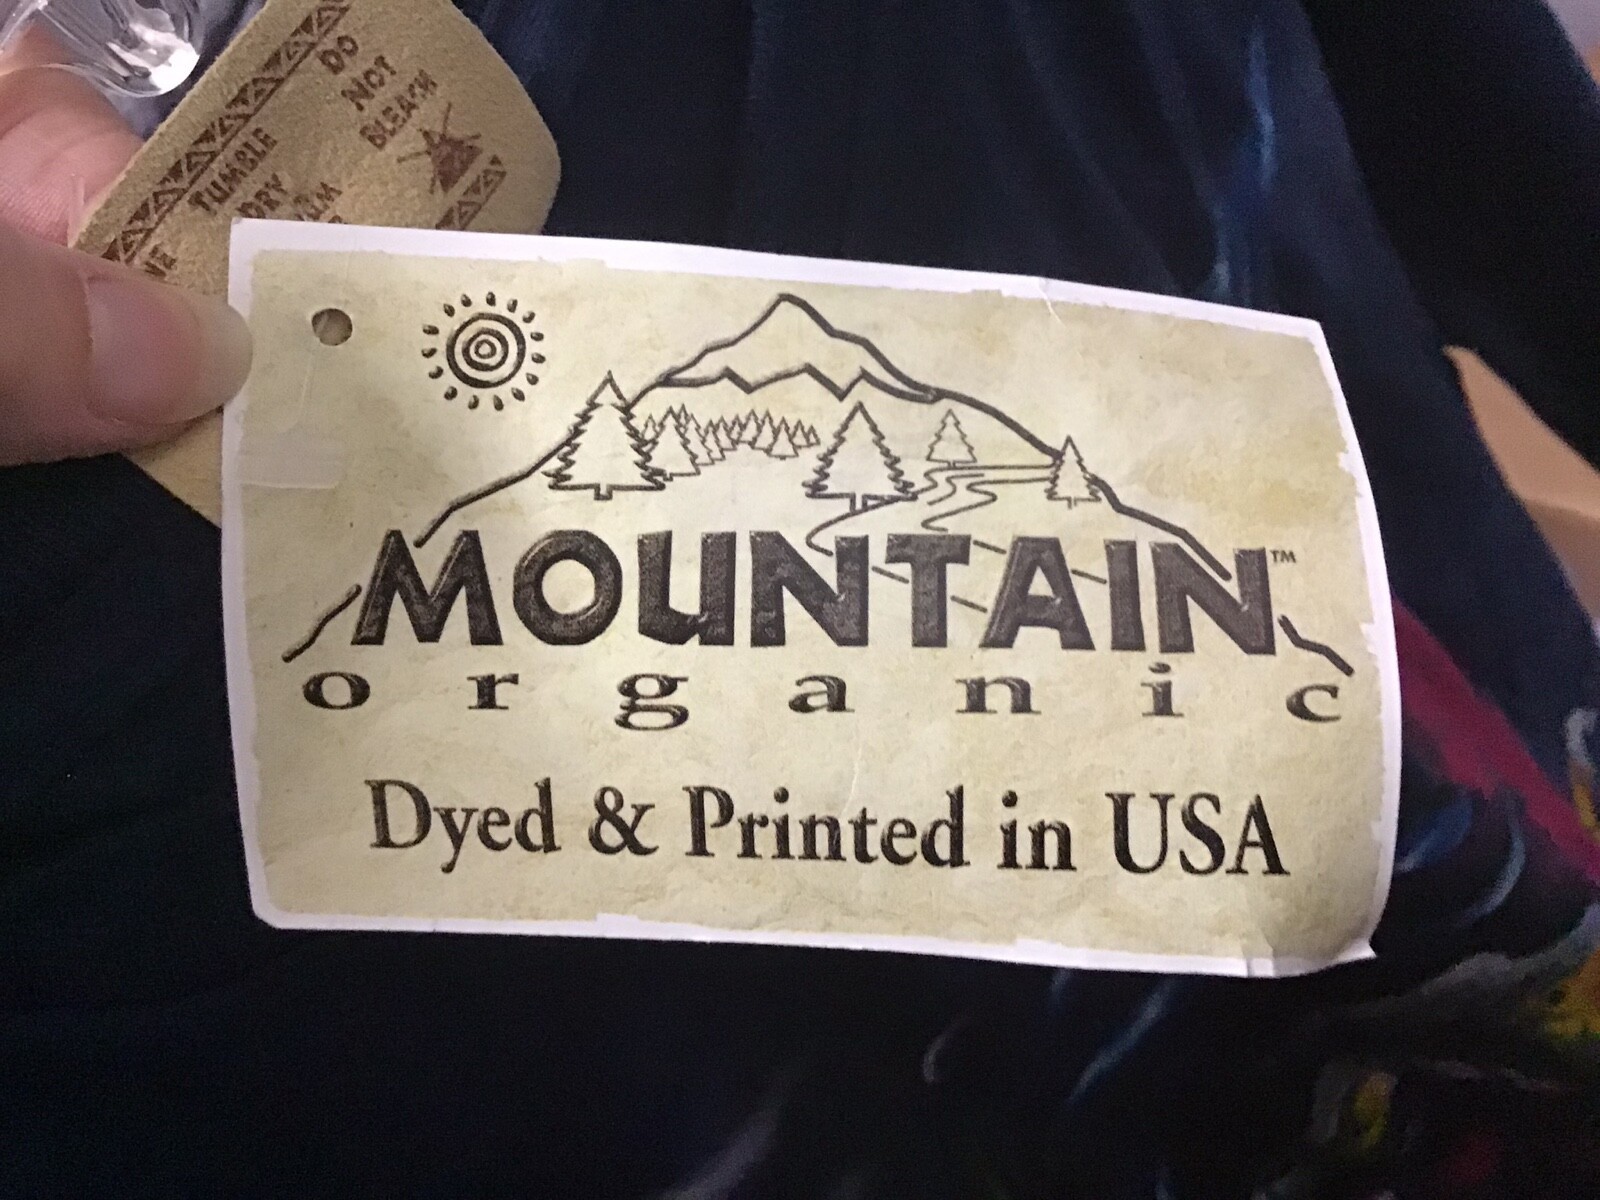 DO
NOT
BLEACH
TUMBLE
DRY
MOUNTAIN™
organic
Dyed & Printed in USA